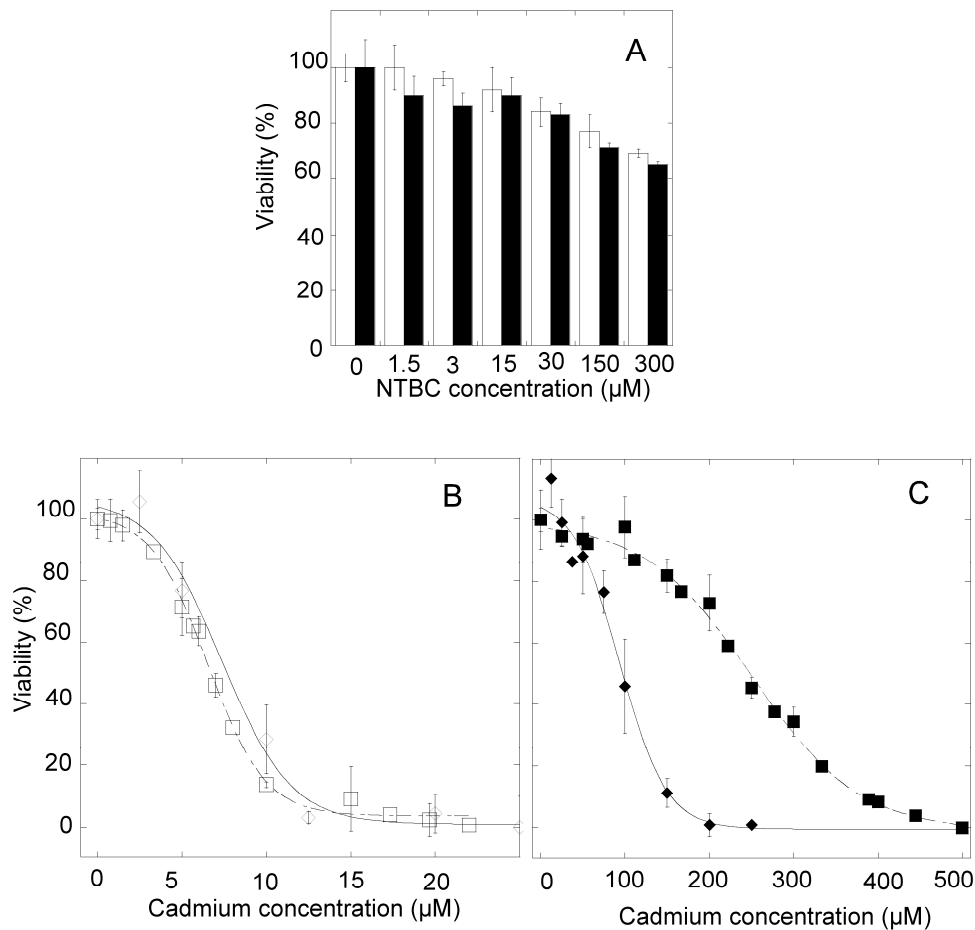 A
Viability (%)
100
80
60
40
20
0
0 1.5 3 15 30 150 300
NTBC concentration (µM)
B
Viability (%)
100
80
60
40
20
0
0 5 10 15 20
Cadmium concentration (µM)
C
0 100 200 300 400 500
Cadmium concentration (µM)